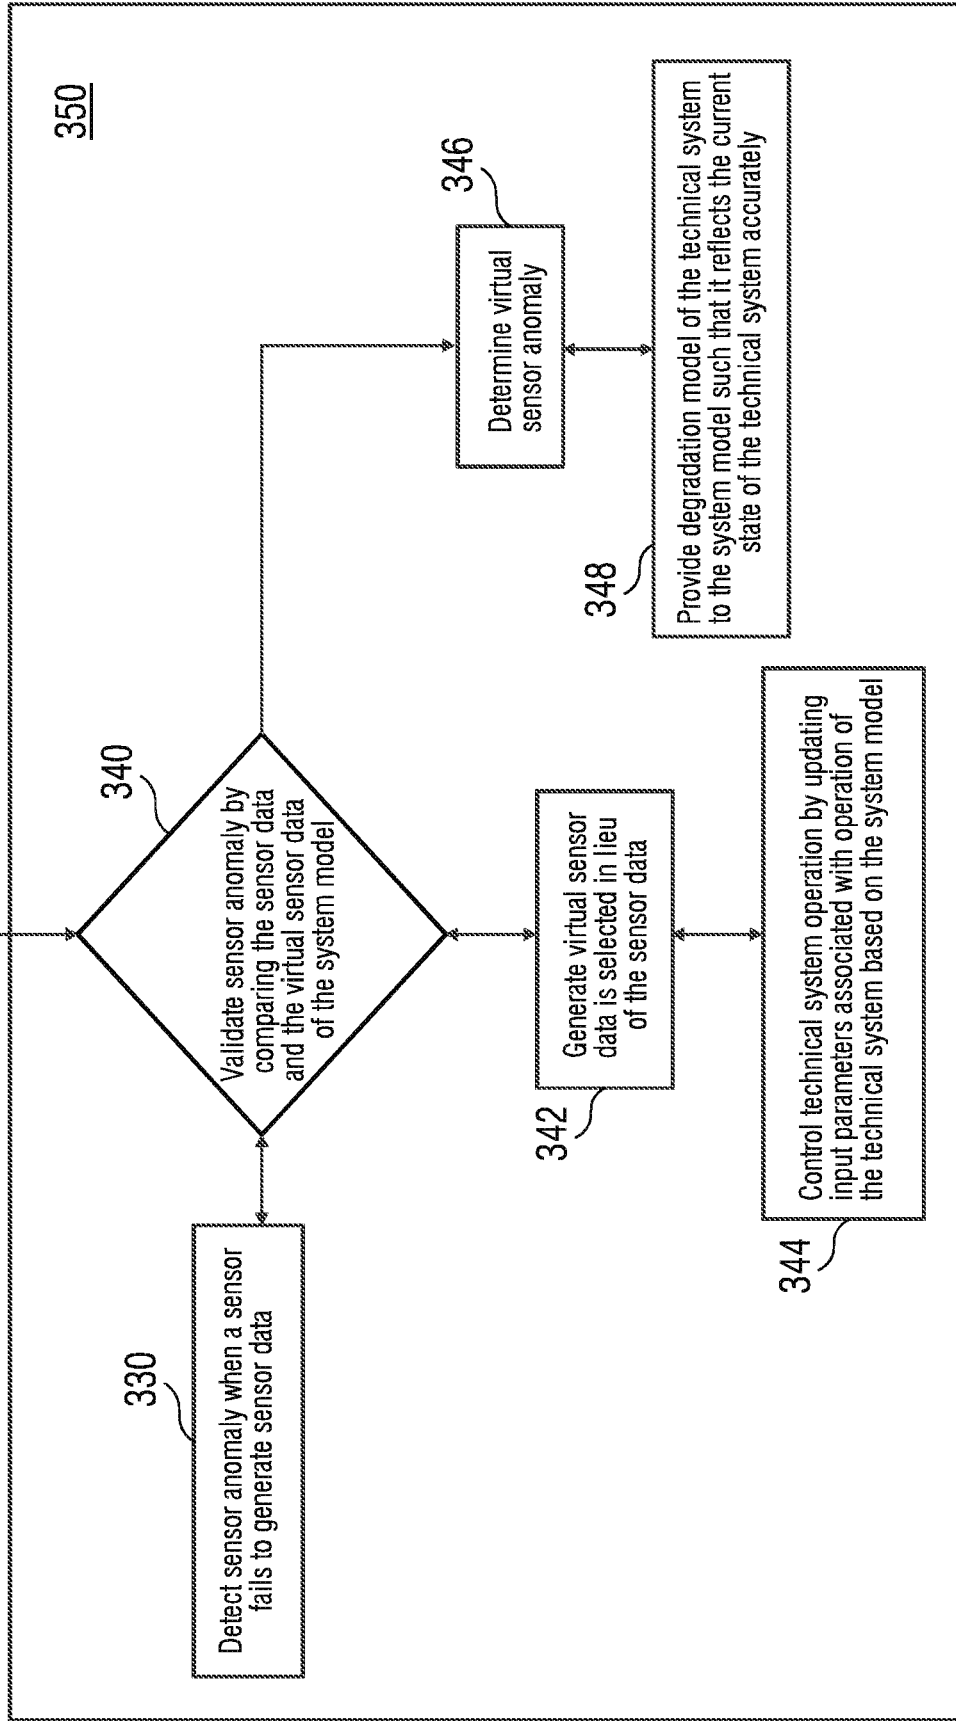 350
340
Validate sensor anomaly by
comparing the sensor data
and the virtual sensor data
of the system model
330
Detect sensor anomaly when a sensor
fails to generate sensor data
346
Determine virtual
sensor anomaly
342
Generate virtual sensor
data is selected in lieu
of the sensor data
348
Provide degradation model of the technical system
to the system model such that it reflects the current
state of the technical system accurately
344
Control technical system operation by updating
input parameters associated with operation of
the technical system based on the system model